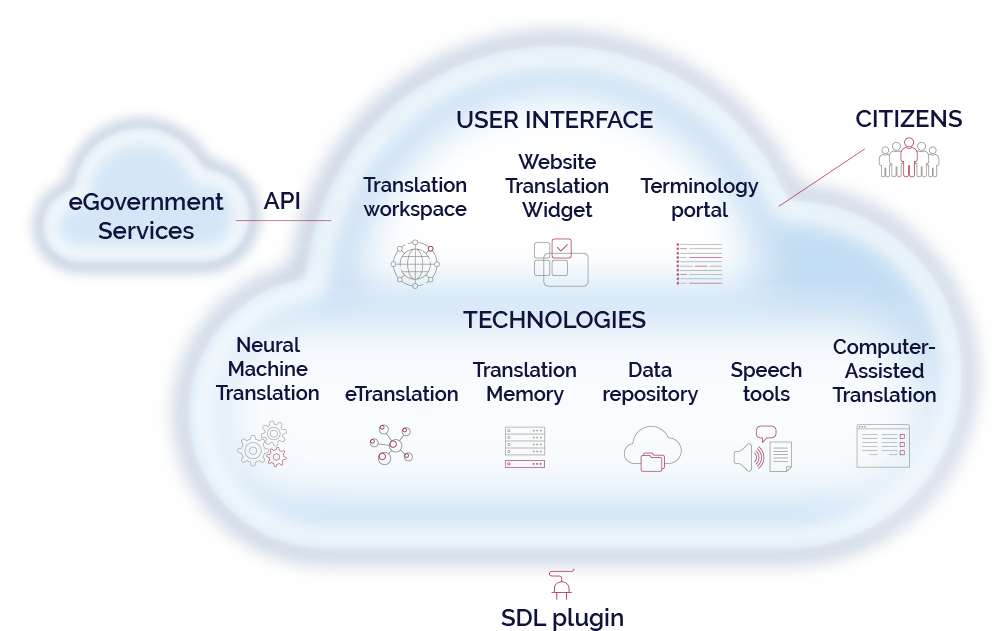 USER INTERFACE
CITIZENS
Website
Translation
Widget
Translation
workspace
Terminology
portal
eGovernment
Services
API
TECHNOLOGIES
Neural
Machine
Translation
eTranslation
Translation
Memory
Data
repository
Speech
tools
Computer-
Assisted
Translation
SDL plugin